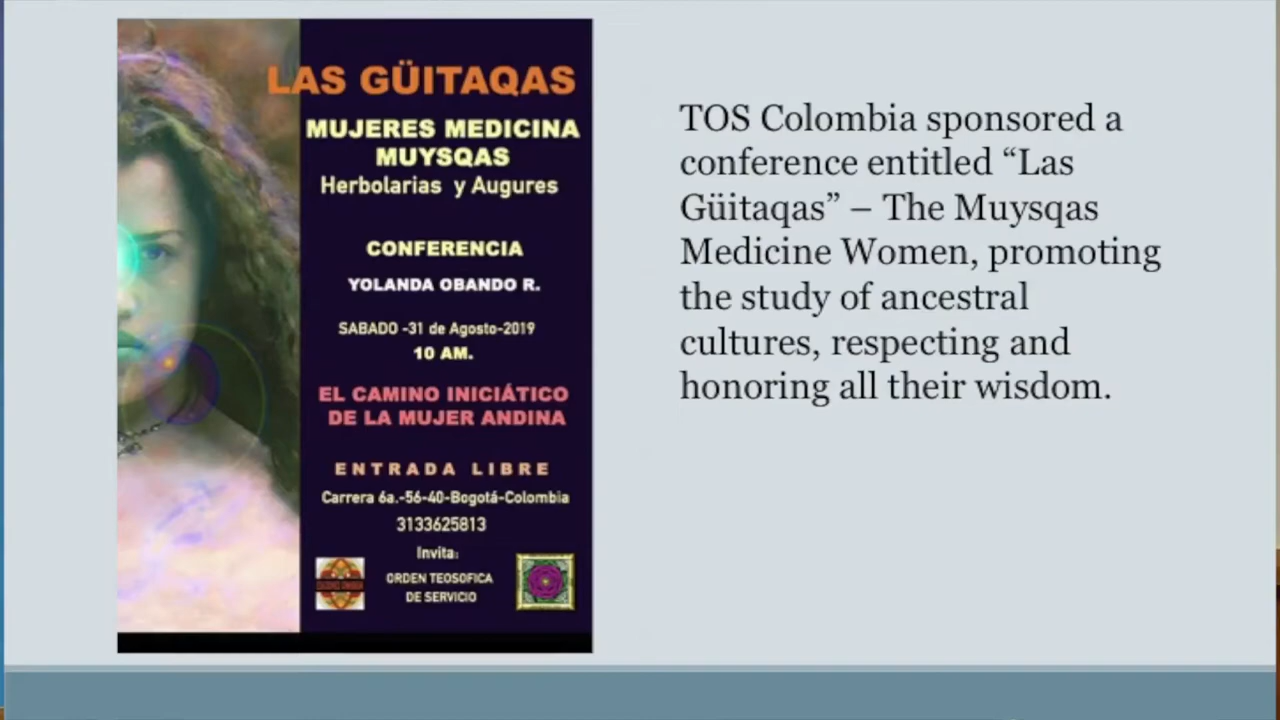 LAS GÜITAQAS
MUJERES MEDICINA
MUYSQAS
Herbolarias y Augures
CONFERENCIA
YOLANDA OBANDO R.
SABADO -31 de Agosto-2019
10 AM.
EL CAMINO INICIÁTICO
DE LA MUJER ANDINA
ENTRADA LIBRE
Carrera 6a.-56-40-Bogotá-Colombia
3133625813
Invita:
ORDEN TEOSOFICA
DE SERVICIO
TOS Colombia sponsored a
conference entitled “Las
Güitaqas” – The Muysqas
Medicine Women, promoting
the study of ancestral
cultures, respecting and
honoring all their wisdom.